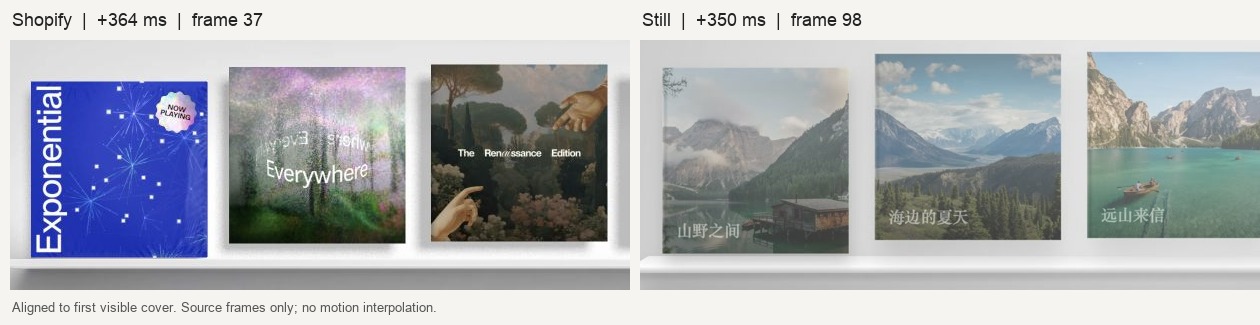 Shopify | +364 ms | frame 37
Still | +350 ms | frame 98
Exponential
NOW
PLAYING
Everywhere
Everywhere
The Renaissance Edition
山野之间
海边的夏天
远山来信
Aligned to first visible cover. Source frames only; no motion interpolation.